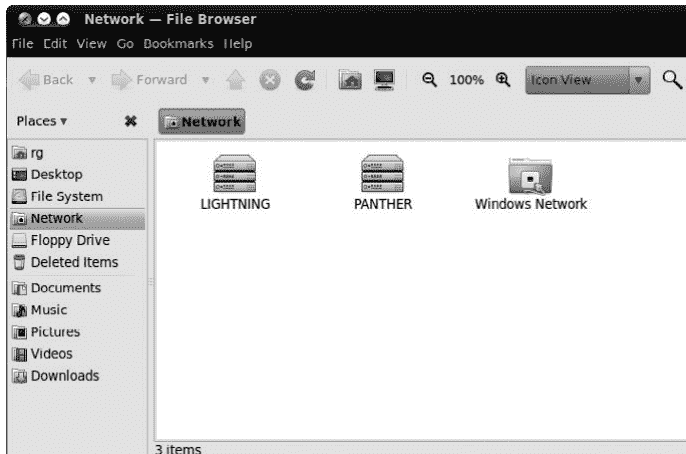 Network — File Browser
File Edit View Go Bookmarks Help
Back Forward 100% Icon View
Places Network
rg
Desktop
File System
Network
Floppy Drive
Deleted Items
Documents
Music
Pictures
Videos
Downloads
LIGHTNING PANTHER Windows Network
3 items